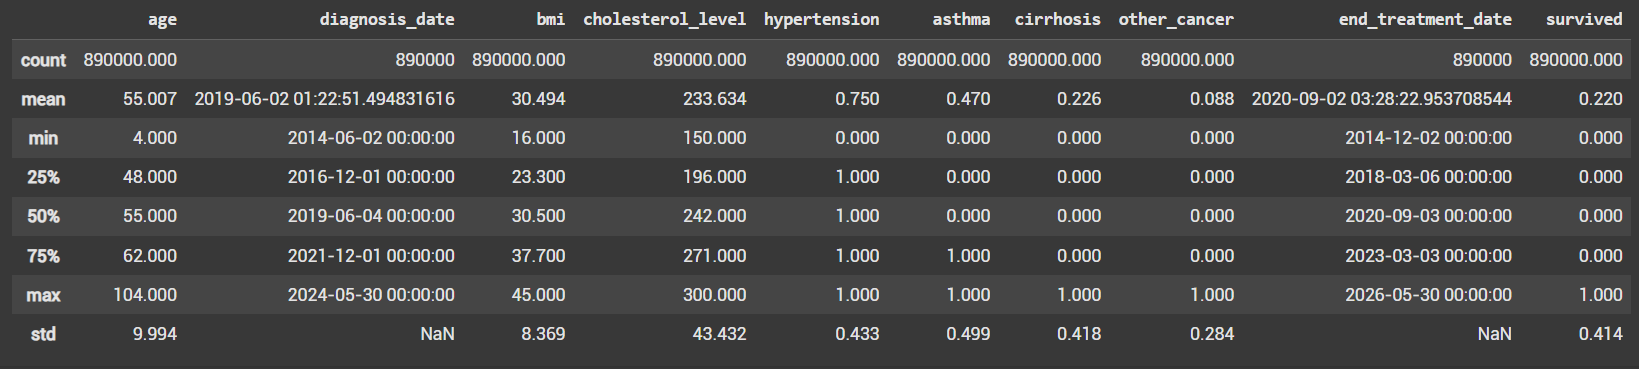 age diagnosis_date bmi cholesterol_level hypertension asthma cirrhosis other_cancer end_treatment_date survived
count 890000.000 890000 890000.000 890000.000 890000.000 890000.000 890000.000 890000.000 890000 890000.000
mean 55.007 2019-06-02 01:22:51.494831616 30.494 233.634 0.750 0.470 0.226 0.088 2020-09-02 03:28:22.953708544 0.220
min 4.000 2014-06-02 00:00:00 16.000 150.000 0.000 0.000 0.000 0.000 2014-12-02 00:00:00 0.000
25% 48.000 2016-12-01 00:00:00 23.300 196.000 1.000 0.000 0.000 0.000 2018-03-06 00:00:00 0.000
50% 55.000 2019-06-04 00:00:00 30.500 242.000 1.000 0.000 0.000 0.000 2020-09-03 00:00:00 0.000
75% 62.000 2021-12-01 00:00:00 37.700 271.000 1.000 1.000 0.000 0.000 2023-03-03 00:00:00 0.000
max 104.000 2024-05-30 00:00:00 45.000 300.000 1.000 1.000 1.000 1.000 2026-05-30 00:00:00 1.000
std 9.994 NaN 8.369 43.432 0.433 0.499 0.418 0.284 NaN 0.414